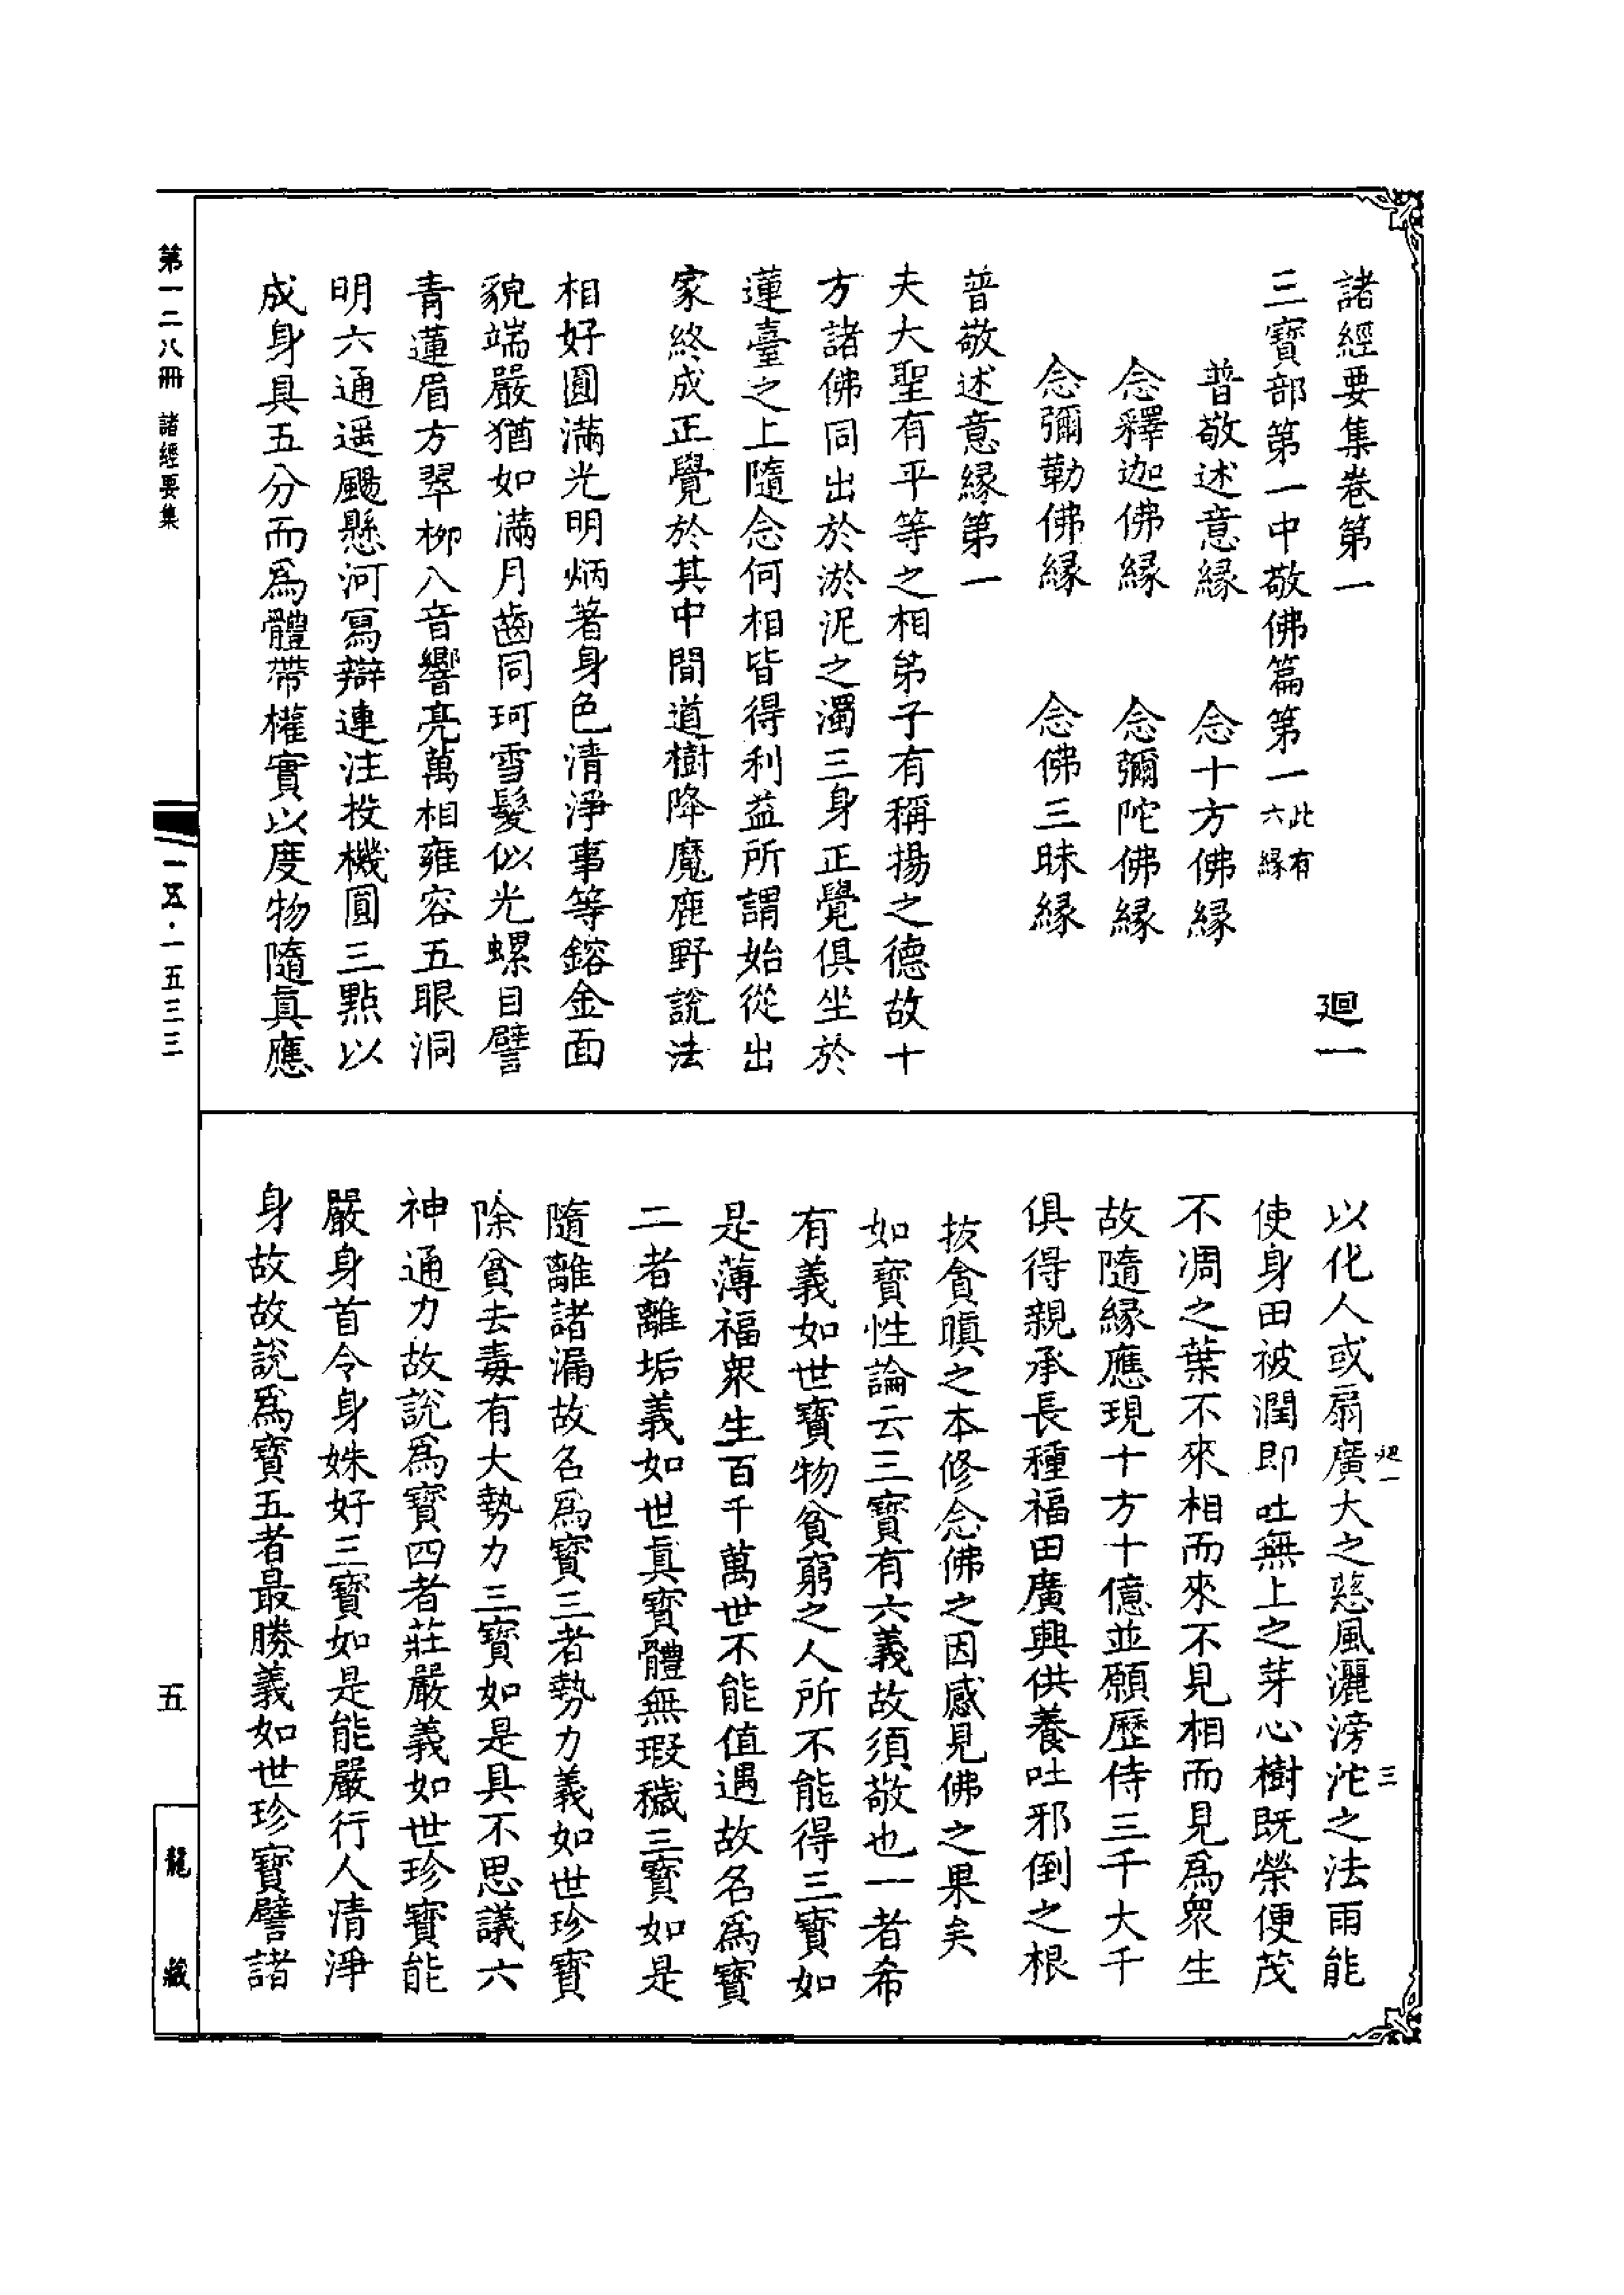 諸經要集卷第一
廻一
三寶部第一中敬佛篇第一此有六緣
普敬述意緣　念十方佛緣
念釋迦佛緣　念彌陀佛緣
念彌勒佛緣　念佛三昧緣
普敬述意緣第一
夫大聖有平等之相弟子有稱揚之德故十
方諸佛同出於淤泥之濁三身正覺俱坐於
蓮臺之上隨念何相皆得利益所謂始從出
家終成正覺於其中間道樹降魔鹿野說法
相好圓滿光明炳著身色清淨事等鎔金面
貌端嚴猶如滿月齒同珂雪髮似光螺目譬
青蓮眉方翠柳八音響亮萬相雍容五眼洞
明六通遥颺懸河寫辯連注投機圓三點以
成身具五分而爲體帶權實以度物隨眞應
以化人或扇廣大之慈風灑滂沱之法雨能
使身田被潤即吐無上之芽心樹既榮便茂
不凋之葉不來相而來不見相而見爲衆生
故隨緣應現十方十億並願歷侍三千大千
俱得親承長種福田廣興供養吐邪倒之根
拔貪瞋之本修念佛之因感見佛之果矣
如寶性論云三寶有六義故須敬也一者希
有義如世寶物貧窮之人所不能得三寶如
是薄福衆生百千萬世不能值遇故名爲寶
二者離垢義如世眞寶體無瑕穢三寶如是
隨離諸漏故名爲寶三者勢力義如世珍寶
除貧去毒有大勢力三寶如是具不思議六
神通力故說爲寶四者莊嚴義如世珍寶能
嚴身首令身姝好三寶如是能嚴行人清淨
身故故說爲寶五者最勝義如世珍寶譬諸
第一二八冊　諸經要集
一五·一五三三
五
龍藏